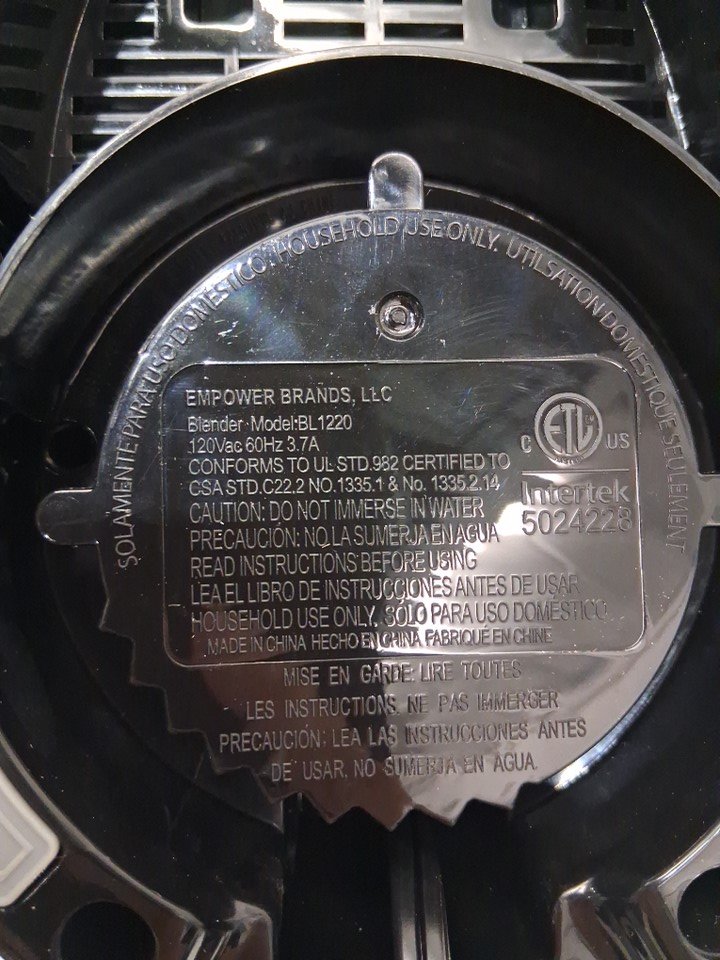 SOLAMENTE PARA USO DOMESTICO. HOUSEHOLD USE ONLY. UTILSATION DOMESTIQUE SEULEMENT
EMPOWER BRANDS, LLC
Blender Model:BL1220
120Vac 60Hz 3.7A
CONFORMS TO UL STD.982 CERTIFIED TO
CSA STD.C22.2 NO.1335.1 & No. 1335.2.14
CAUTION: DO NOT IMMERSE IN WATER
PRECAUCIÓN: NO LA SUMERJA EN AGUA
READ INSTRUCTIONS BEFORE USING
LEA EL LIBRO DE INSTRUCCIONES ANTES DE USAR
HOUSEHOLD USE ONLY. SÓLO PARA USO DOMESTICO
MADE IN CHINA HECHO EN CHINA FABRIQUÉ EN CHINE
C ETL US
Intertek
5024228
MISE EN GARDE: LIRE TOUTES
LES INSTRUCTIONS. NE PAS IMMERGER
PRECAUCIÓN: LEA LAS INSTRUCCIONES ANTES
DE USAR. NO SUMERJA EN AGUA.